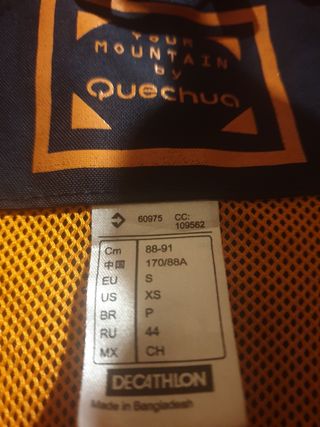 YOUR
MOUNTAIN
by
Quechua
60975 CC:
109562
Cm 88-91
中国 170/88A
EU S
US XS
BR P
RU 44
MX CH
DECATHLON
Made in Bangladesh